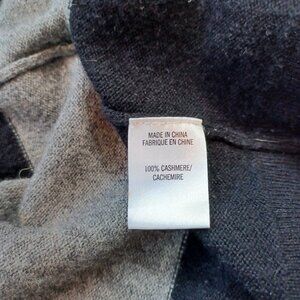 MADE IN CHINA
FABRIQUE EN CHINE
100% CASHMERE/
CACHEMIRE